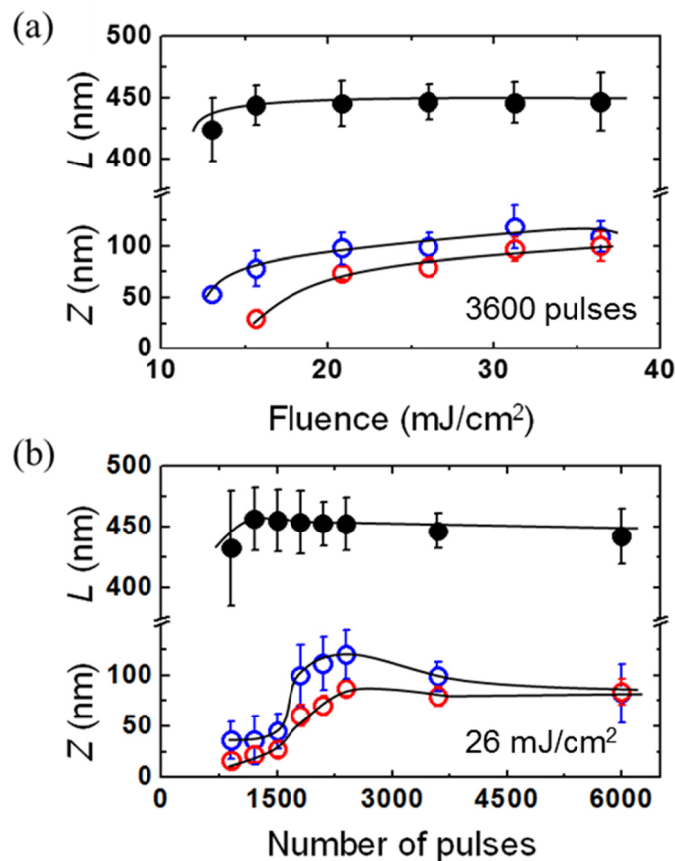 (a)
500
450
400
L (nm)
100
50
0
Z (nm)
3600 pulses
10 20 30 40
Fluence (mJ/cm²)
(b)
500
450
400
L (nm)
100
50
0
Z (nm)
26 mJ/cm²
0 1500 3000 4500 6000
Number of pulses